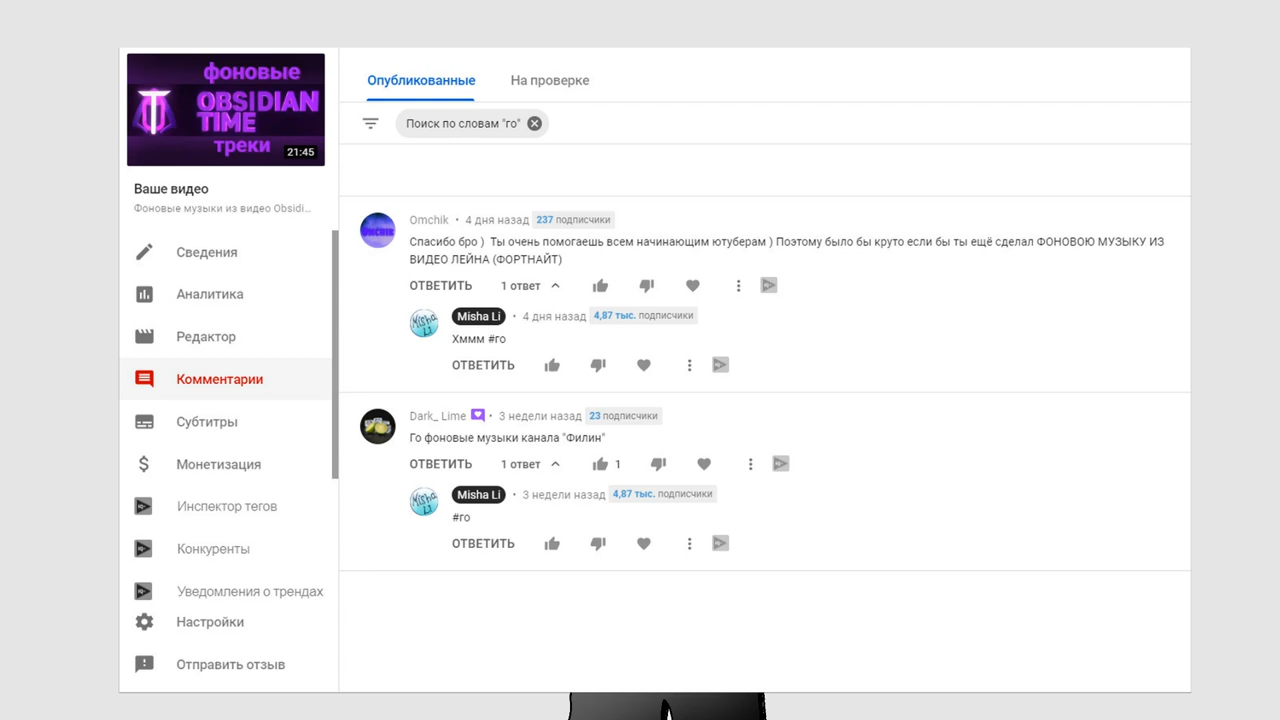 фоновые
OBSIDIAN
TIME
треки
21:45
Ваше видео
Фоновые музыки из видео Obsidi...
Сведения
Аналитика
Редактор
Комментарии
Субтитры
Монетизация
Инспектор тегов
Конкуренты
Уведомления о трендах
Настройки
Отправить отзыв
Опубликованные На проверке
Поиск по словам "го"
Omchik • 4 дня назад 237 подписчики
Спасибо бро ) Ты очень помогаешь всем начинающим ютуберам ) Поэтому было бы круто если бы ты ещё сделал ФОНОВОЮ МУЗЫКУ ИЗ
ВИДЕО ЛЕЙНА (ФОРТНАЙТ)
ОТВЕТИТЬ 1 ответ
Misha Li • 4 дня назад 4,87 тыс. подписчики
Хммм #го
ОТВЕТИТЬ
Dark_ Lime • 3 недели назад 23 подписчики
Го фоновые музыки канала "Филин"
ОТВЕТИТЬ 1 ответ 1
Misha Li • 3 недели назад 4,87 тыс. подписчики
#го
ОТВЕТИТЬ